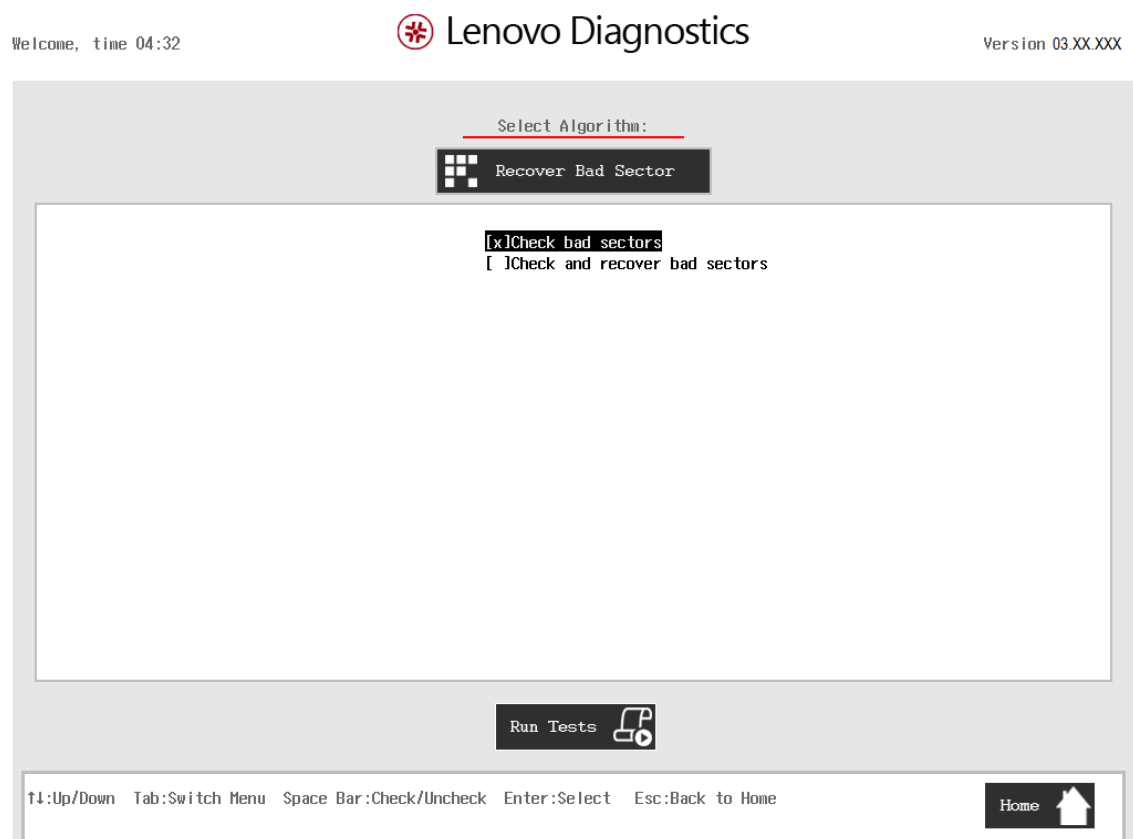 Welcome, time 04:32
Lenovo Diagnostics
Version 03.XX.XXX
Select Algorithm:
Recover Bad Sector
[x]Check bad sectors
[ ]Check and recover bad sectors
Run Tests
↑↓:Up/Down Tab:Switch Menu Space Bar:Check/Uncheck Enter:Select Esc:Back to Home
Home